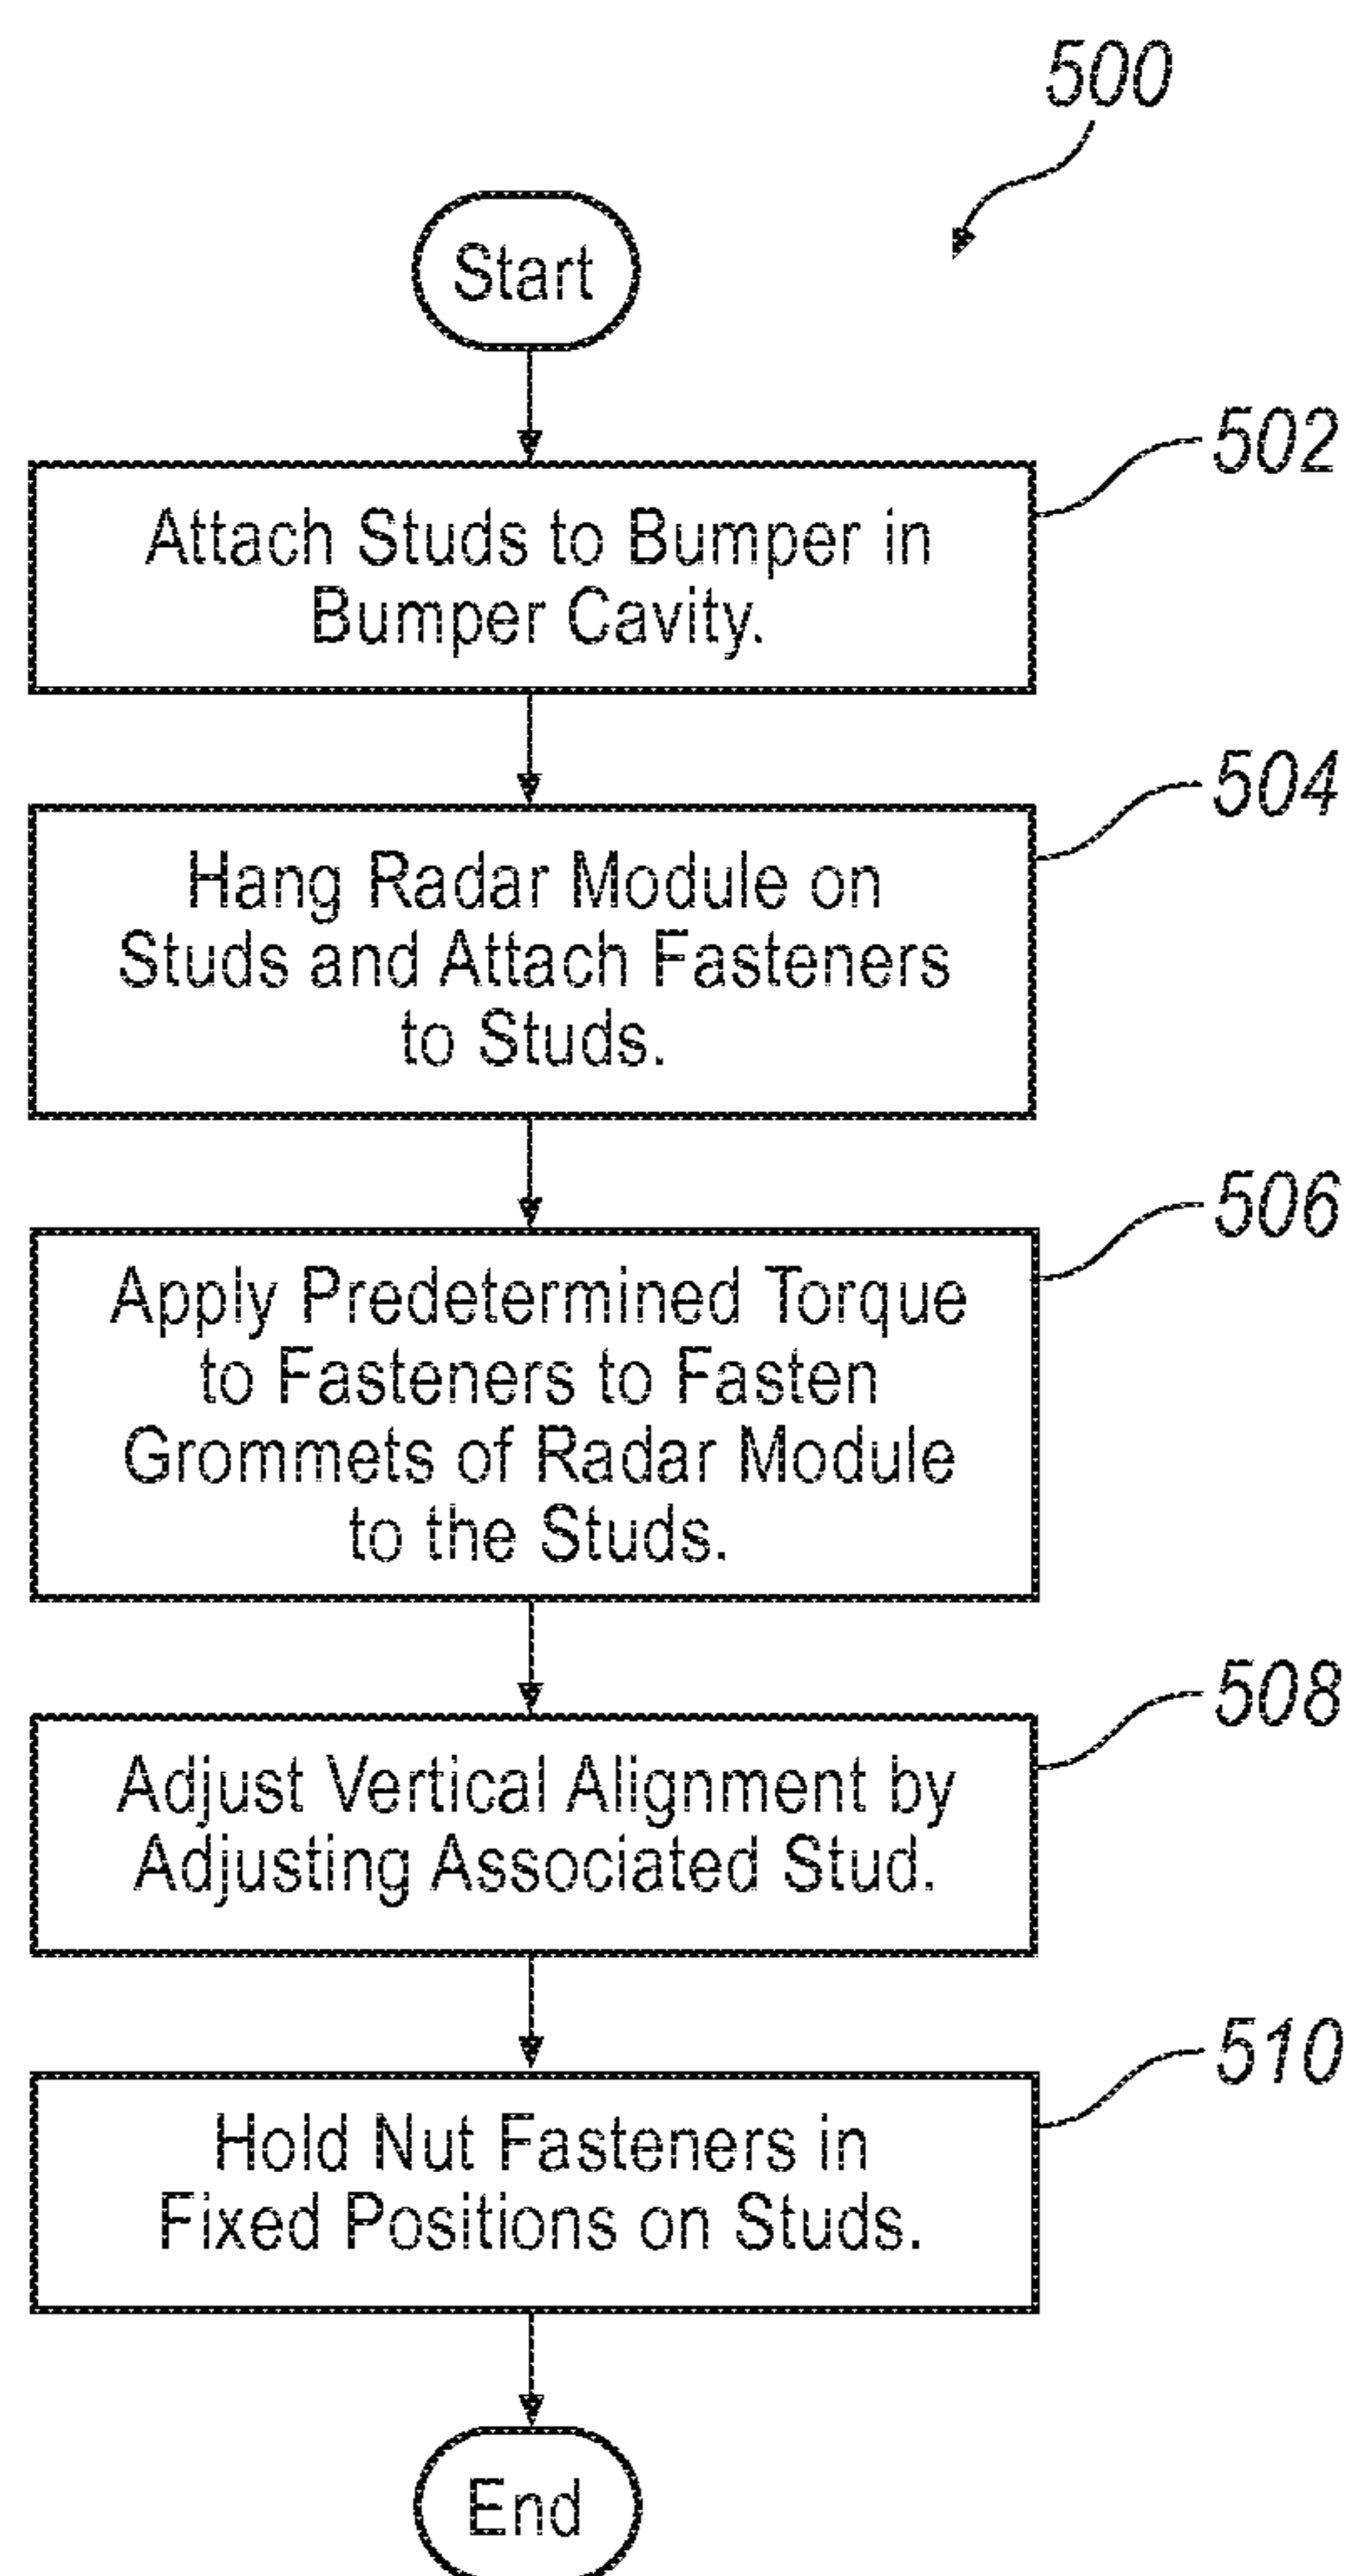 500
Start
502
Attach Studs to Bumper in
Bumper Cavity.
504
Hang Radar Module on
Studs and Attach Fasteners
to Studs.
506
Apply Predetermined Torque
to Fasteners to Fasten
Grommets of Radar Module
to the Studs.
508
Adjust Vertical Alignment by
Adjusting Associated Stud.
510
Hold Nut Fasteners in
Fixed Positions on Studs.
End